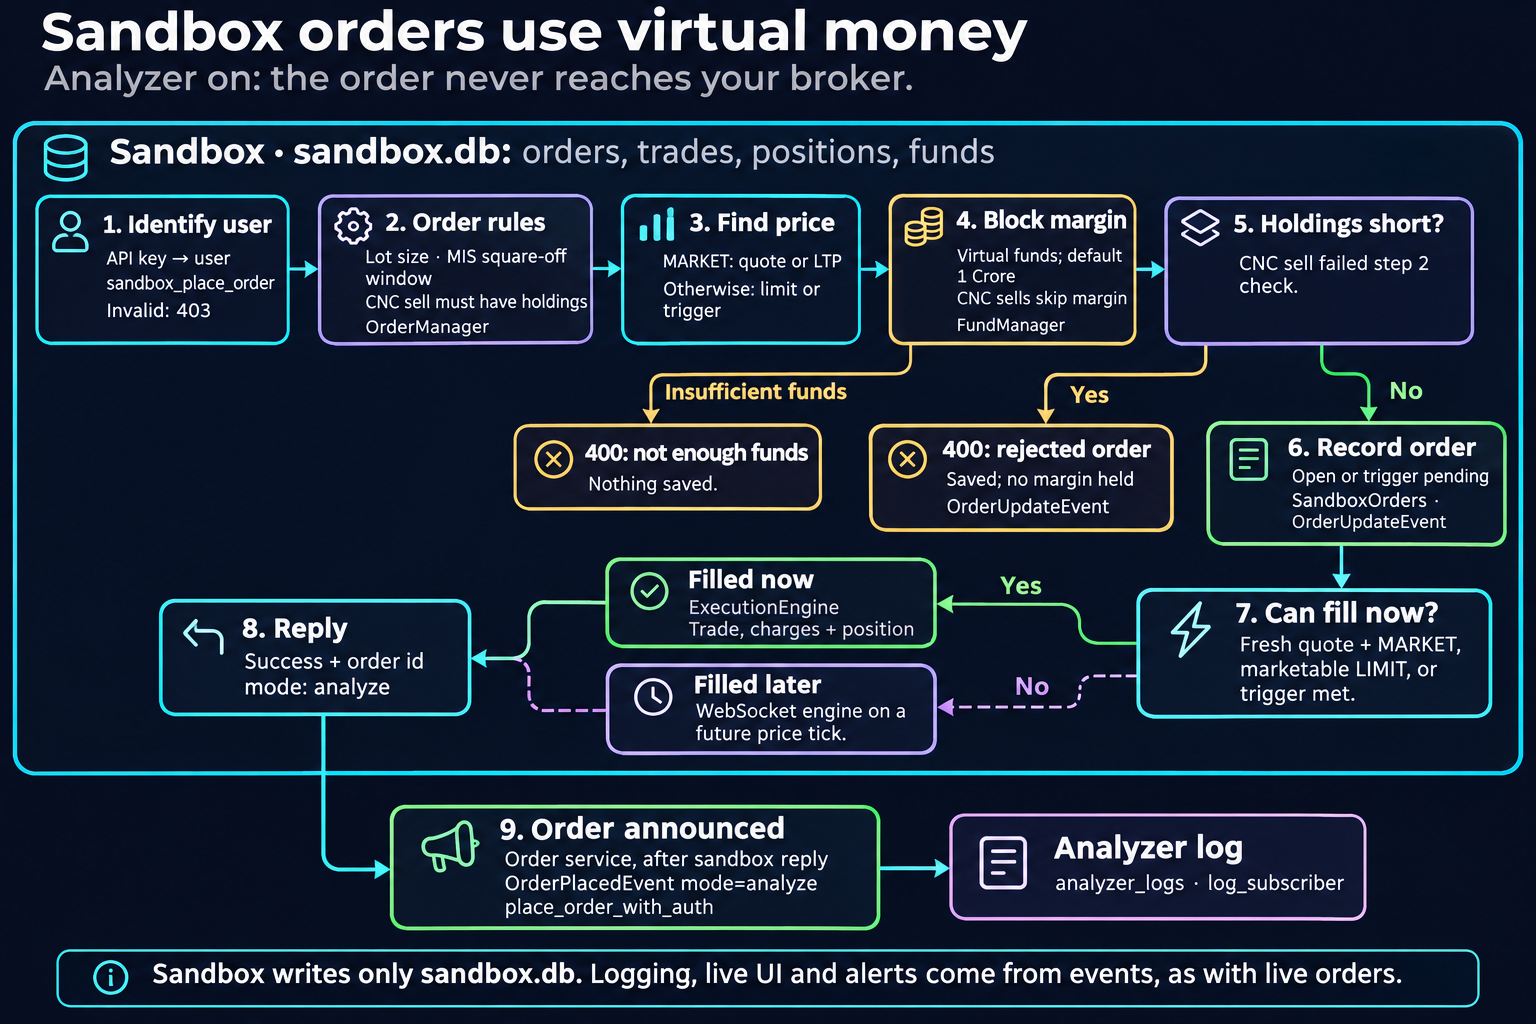 Sandbox orders use virtual money
Analyzer on: the order never reaches your broker.
Sandbox · sandbox.db: orders, trades, positions, funds
1. Identify user
API key → user
sandbox_place_order
Invalid: 403
2. Order rules
Lot size · MIS square-off
window
CNC sell must have holdings
OrderManager
3. Find price
MARKET: quote or LTP
Otherwise: limit or
trigger
4. Block margin
Virtual funds; default
1 Crore
CNC sells skip margin
FundManager
5. Holdings short?
CNC sell failed step 2
check.
Insufficient funds
Yes
No
400: not enough funds
Nothing saved.
400: rejected order
Saved; no margin held
OrderUpdateEvent
6. Record order
Open or trigger pending
SandboxOrders ·
OrderUpdateEvent
7. Can fill now?
Fresh quote + MARKET,
marketable LIMIT, or
trigger met.
Yes
No
Filled now
ExecutionEngine
Trade, charges + position
Filled later
WebSocket engine on a
future price tick.
8. Reply
Success + order id
mode: analyze
9. Order announced
Order service, after sandbox reply
OrderPlacedEvent mode=analyze
place_order_with_auth
Analyzer log
analyzer_logs · log_subscriber
Sandbox writes only sandbox.db. Logging, live UI and alerts come from events, as with live orders.